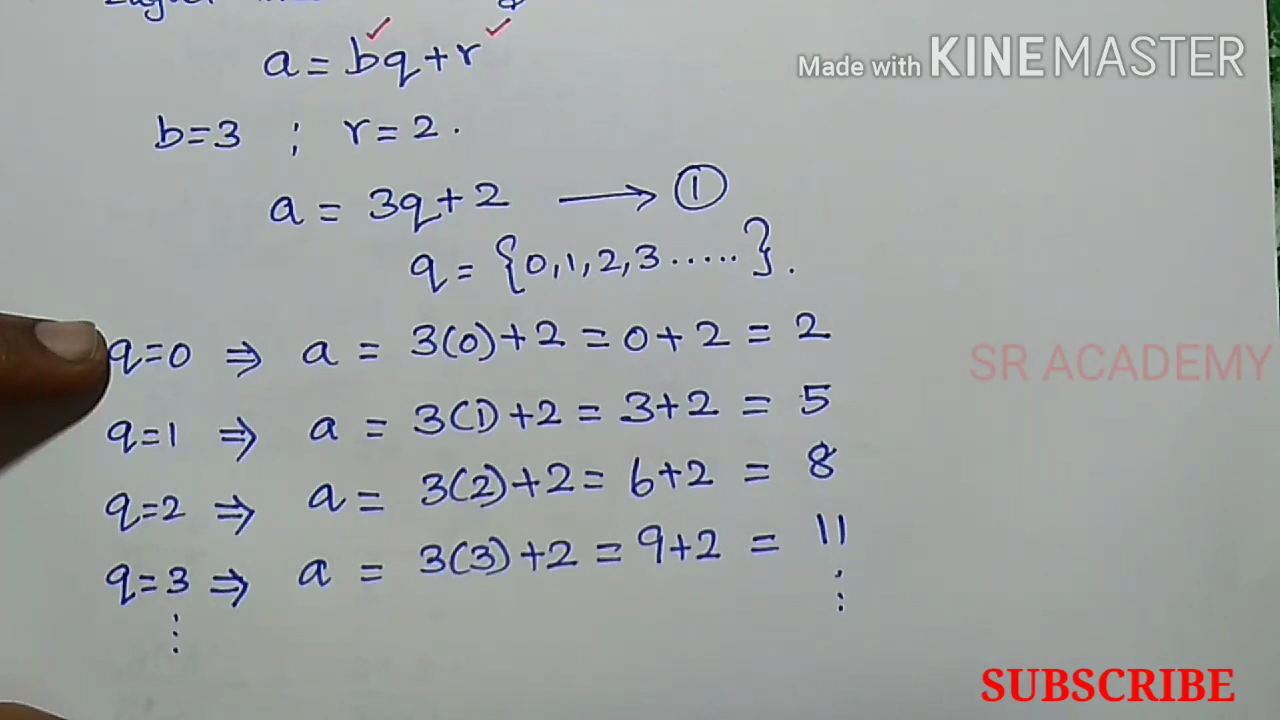 a = bq + r
Made with KINEMASTER
b = 3 ; r = 2 .
a = 3q + 2 ⟶ ①
q = {0, 1, 2, 3 .....} .
q = 0 ⇒ a = 3(0) + 2 = 0 + 2 = 2
SR ACADEMY
q = 1 ⇒ a = 3(1) + 2 = 3 + 2 = 5
q = 2 ⇒ a = 3(2) + 2 = 6 + 2 = 8
q = 3 ⇒ a = 3(3) + 2 = 9 + 2 = 11
⋮ ⋮
SUBSCRIBE